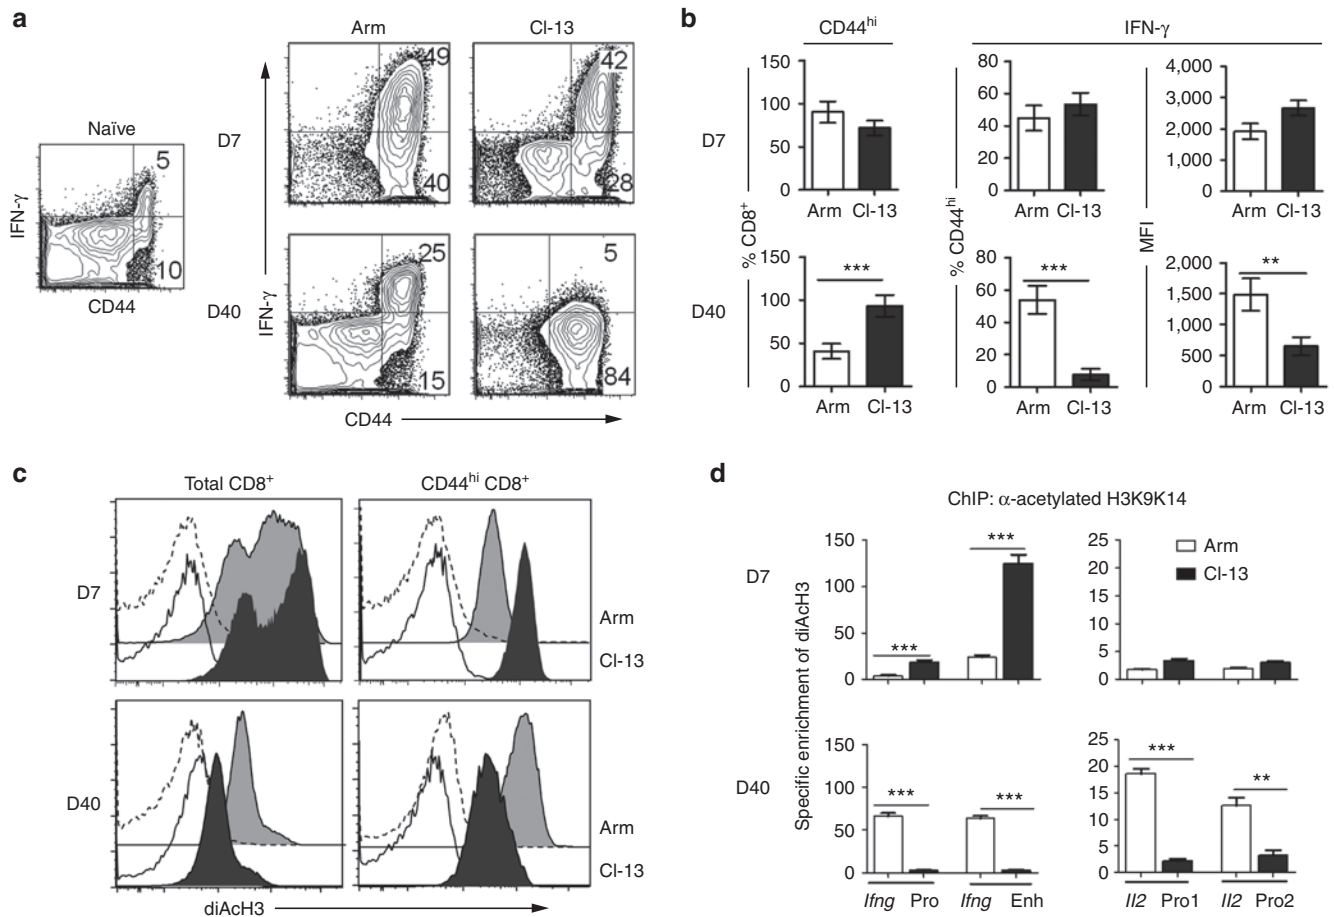 a
Arm Cl-13
49
42
D7
40
28
Naïve
5
10
IFN-γ
CD44
25
5
D40
15
84
IFN-γ
CD44
b
CD44hi IFN-γ
D7
% CD8+
150
100
50
0
Arm Cl-13
% CD44hi
80
60
40
20
0
Arm Cl-13
MFI
4,000
3,000
2,000
1,000
0
Arm Cl-13
D40
150
100
50
0
***
Arm Cl-13
80
60
40
20
0
***
Arm Cl-13
2,000
1,500
1,000
500
0
**
Arm Cl-13
c
Total CD8+ CD44hi CD8+
D7
Arm
Cl-13
D40
Arm
Cl-13
diAcH3
d
ChIP: α-acetylated H3K9K14
Specific enrichment of diAcH3
D7
150
100
50
0
***
***
25
20
15
10
5
0
Arm
Cl-13
D40
150
100
50
0
***
***
Ifng Pro Ifng Enh
25
20
15
10
5
0
***
**
Il2 Pro1 Il2 Pro2